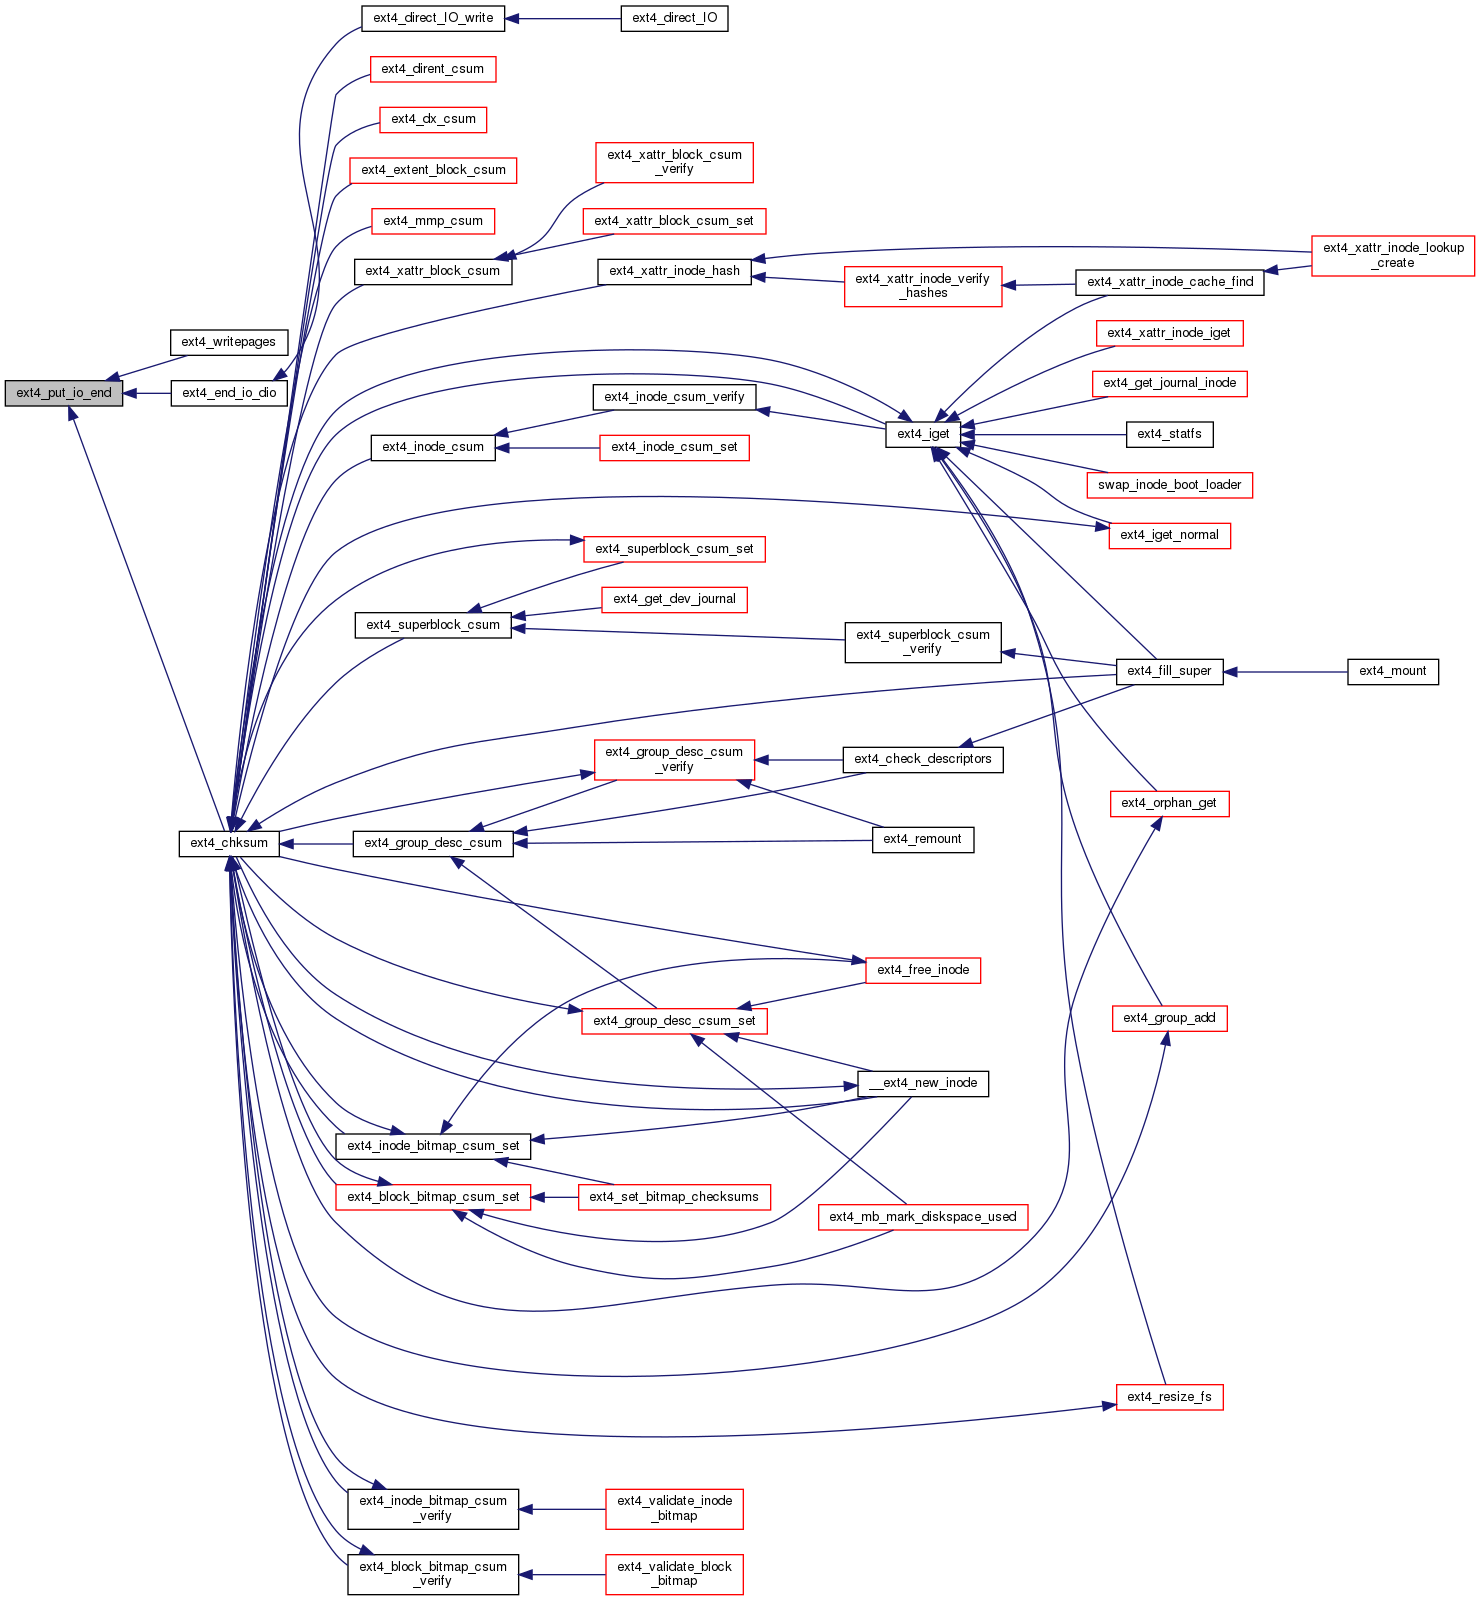 ext4_direct_IO_write
ext4_direct_IO
ext4_dirent_csum
ext4_dx_csum
ext4_extent_block_csum
ext4_xattr_block_csum
_verify
ext4_mmp_csum
ext4_xattr_block_csum_set
ext4_xattr_block_csum
ext4_xattr_inode_hash
ext4_xattr_inode_lookup
_create
ext4_xattr_inode_verify
_hashes
ext4_xattr_inode_cache_find
ext4_writepages
ext4_xattr_inode_iget
ext4_put_io_end
ext4_end_io_dio
ext4_inode_csum_verify
ext4_get_journal_inode
ext4_inode_csum
ext4_inode_csum_set
ext4_iget
ext4_statfs
swap_inode_boot_loader
ext4_iget_normal
ext4_superblock_csum_set
ext4_get_dev_journal
ext4_superblock_csum
ext4_superblock_csum
_verify
ext4_fill_super
ext4_mount
ext4_group_desc_csum
_verify
ext4_check_descriptors
ext4_orphan_get
ext4_chksum
ext4_group_desc_csum
ext4_remount
ext4_free_inode
ext4_group_desc_csum_set
ext4_group_add
__ext4_new_inode
ext4_inode_bitmap_csum_set
ext4_block_bitmap_csum_set
ext4_set_bitmap_checksums
ext4_mb_mark_diskspace_used
ext4_resize_fs
ext4_inode_bitmap_csum
_verify
ext4_validate_inode
_bitmap
ext4_block_bitmap_csum
_verify
ext4_validate_block
_bitmap